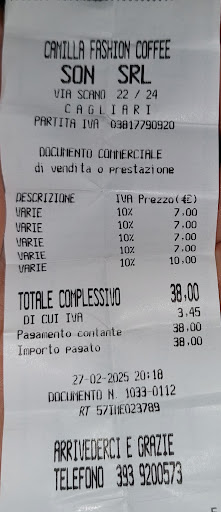 CAMILLA FASHION COFFEE
SON SRL
VIA SCANO 22 / 24
CAGLIARI
PARTITA IVA 03817790920
DOCUMENTO COMMERCIALE
di vendita o prestazione
DESCRIZIONE IVA Prezzo(€)
VARIE 10% 7,00
VARIE 10% 7,00
VARIE 10% 7,00
VARIE 10% 7,00
VARIE 10% 10,00
TOTALE COMPLESSIVO 38,00
DI CUI IVA 3,45
Pagamento contante 38,00
Importo pagato 38,00
27-02-2025 20:18
DOCUMENTO N. 1033-0112
RT 57IHE023789
ARRIVEDERCI E GRAZIE
TELEFONO 393 9200573